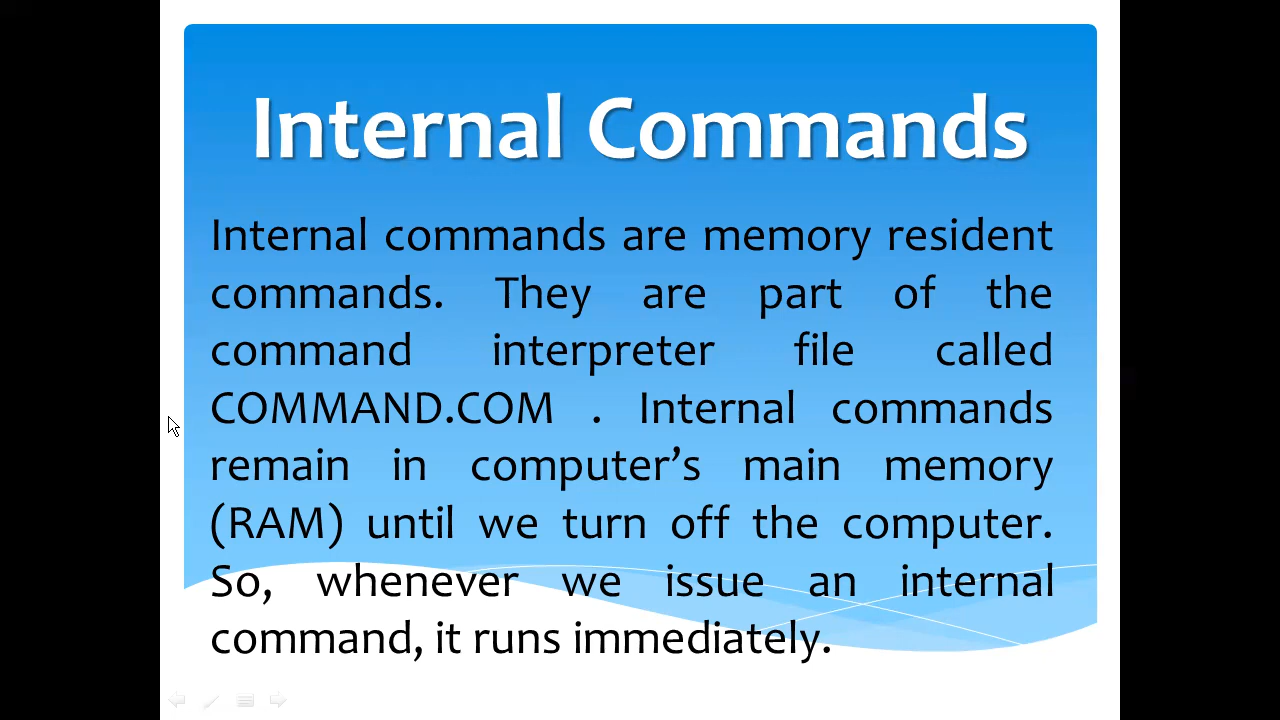 Internal Commands
Internal commands are memory resident
commands. They are part of the
command interpreter file called
COMMAND.COM . Internal commands
remain in computer’s main memory
(RAM) until we turn off the computer.
So, whenever we issue an internal
command, it runs immediately.